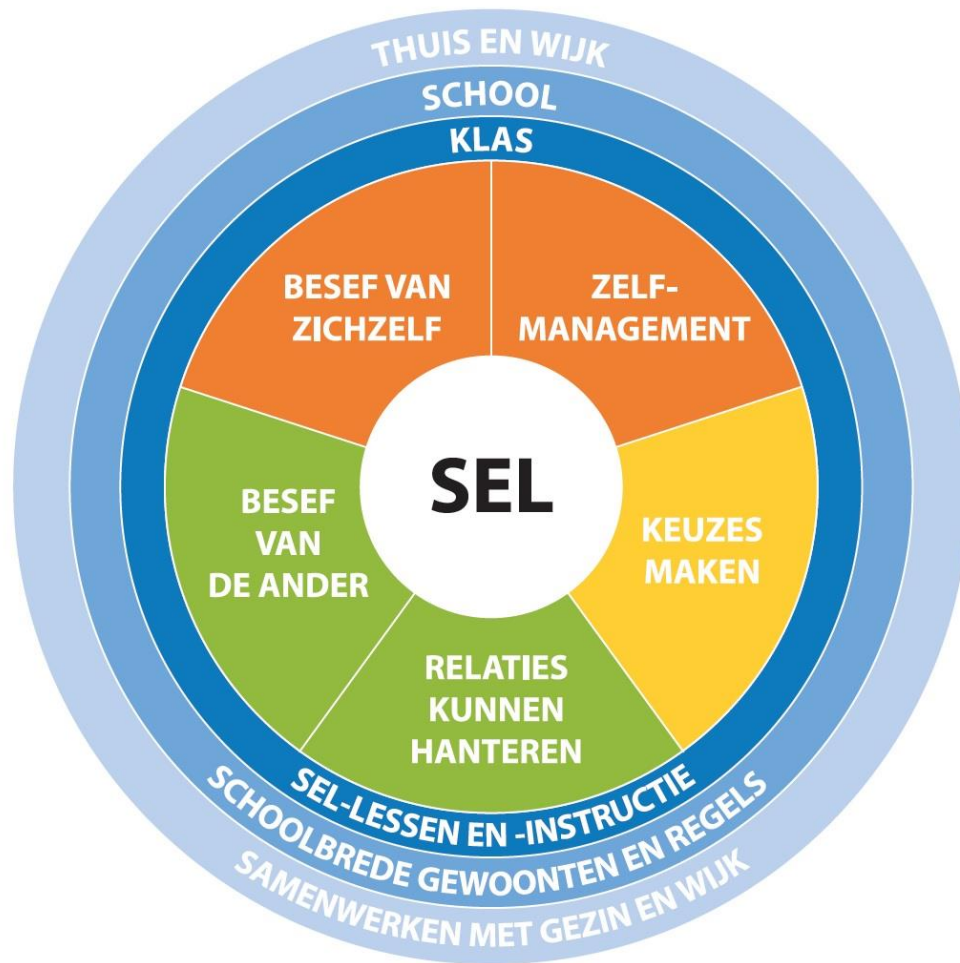 THUIS EN WIJK
SCHOOL
KLAS
BESEF VAN
ZICHZELF
ZELF-
MANAGEMENT
SEL
BESEF
VAN
DE ANDER
KEUZES
MAKEN
RELATIES
KUNNEN
HANTEREN
SEL-LESSEN EN -INSTRUCTIE
SCHOOLBREDE GEWOONTEN EN REGELS
SAMENWERKEN MET GEZIN EN WIJK